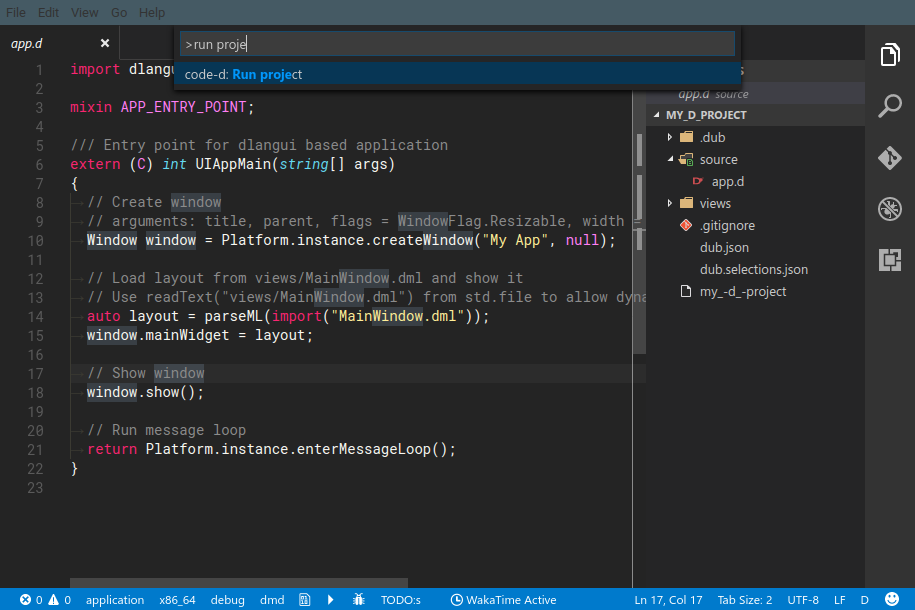 File Edit View Go Help
app.d
>run proje
code-d: Run project
1 import dlangu
2
3 mixin APP_ENTRY_POINT;
4
5 /// Entry point for dlangui based application
6 extern (C) int UIAppMain(string[] args)
7 {
8 // Create window
9 // arguments: title, parent, flags = WindowFlag.Resizable, width =
10 Window window = Platform.instance.createWindow("My App", null);
11
12 // Load layout from views/MainWindow.dml and show it
13 // Use readText("views/MainWindow.dml") from std.file to allow dyna
14 auto layout = parseML(import("MainWindow.dml"));
15 window.mainWidget = layout;
16
17 // Show window
18 window.show();
19
20 // Run message loop
21 return Platform.instance.enterMessageLoop();
22 }
23
app.d source
MY_D_PROJECT
.dub
source
app.d
views
.gitignore
dub.json
dub.selections.json
my_-d_-project
0 0 application x86_64 debug dmd TODO:s WakaTime Active Ln 17, Col 17 Tab Size: 2 UTF-8 LF D